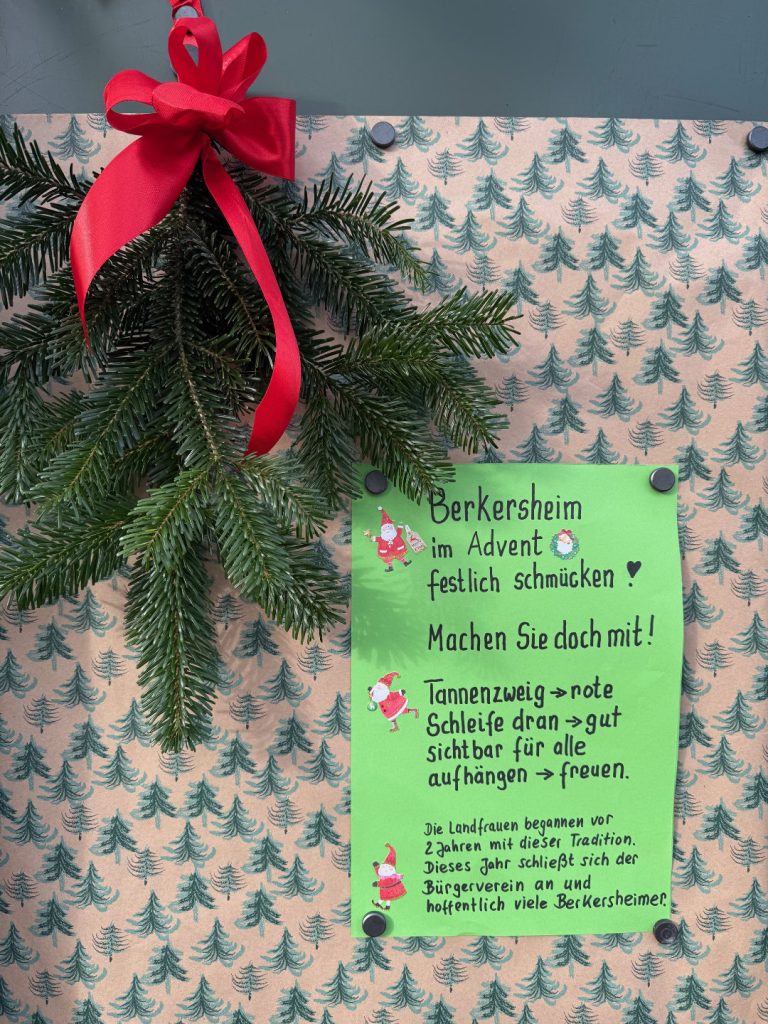 Berkersheim
im Advent
festlich schmücken!
Machen Sie doch mit!
Tannenzweig → rote
Schleife dran → gut
sichtbar für alle
aufhängen → freuen.
Die Landfrauen begannen vor
2 Jahren mit dieser Tradition.
Dieses Jahr schließt sich der
Bürgerverein an und
hoffentlich viele Berkersheimer.